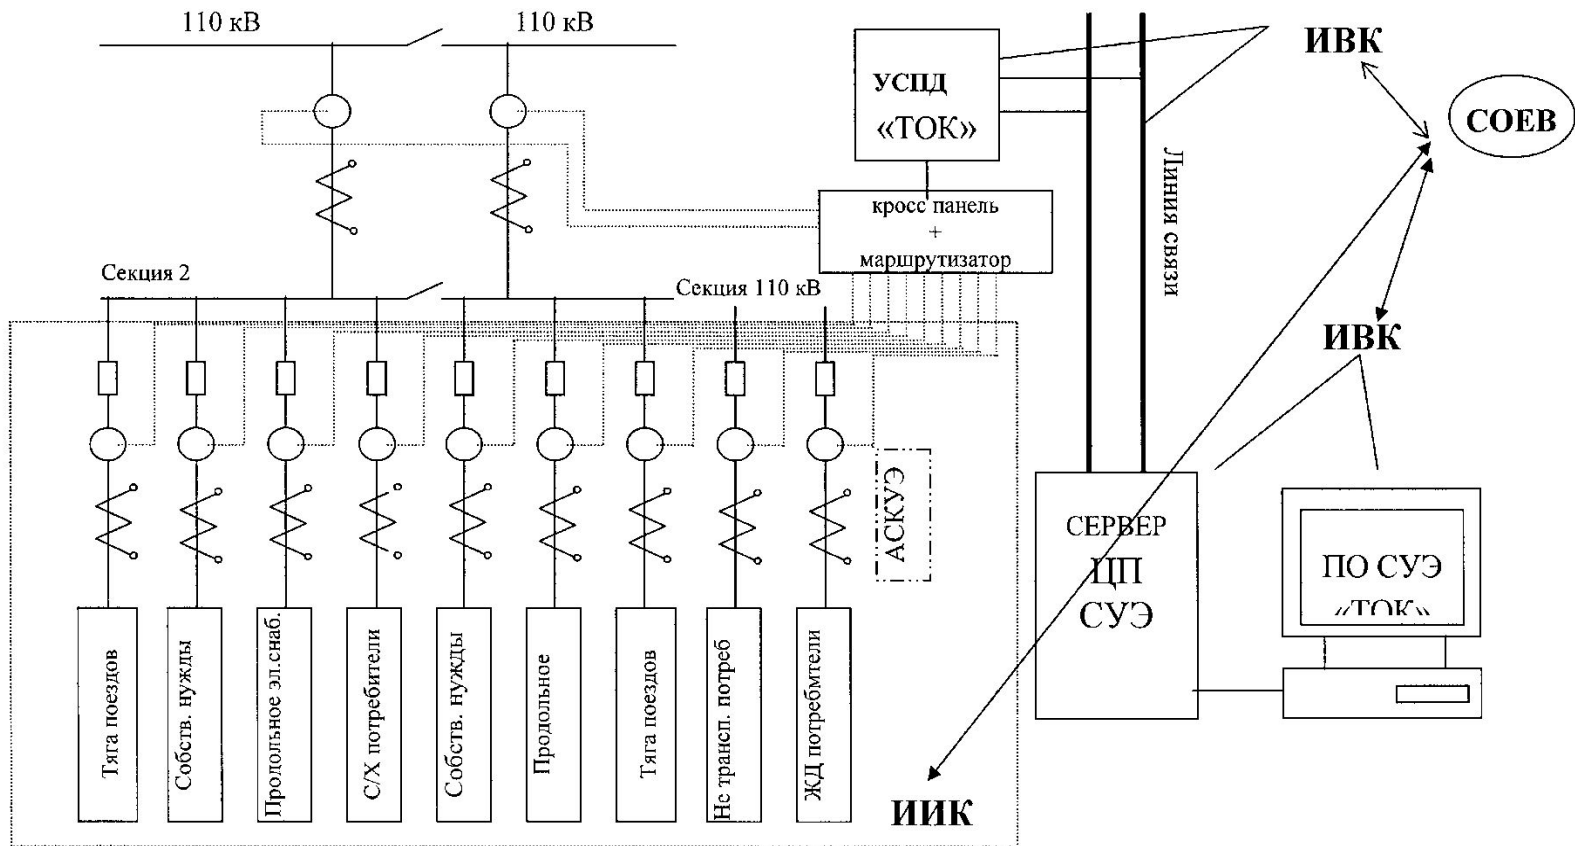 110 кВ
110 кВ
УСПД
«ТОК»
ИВК
СОЕВ
кросс панель
+
маршрутизатор
Линия связи
Секция 2
Секция 110 кВ
ИВК
АСКУЭ
СЕРВЕР
ЦП
СУЭ
ПО СУЭ
«ТОК»
Тяга поездов
Собств. нужды
Продольное эл.снаб.
С/Х потребители
Собств. нужды
Продольное
Тяга поездов
Не трансп. потреб
ЖД потребмтели
ИИК